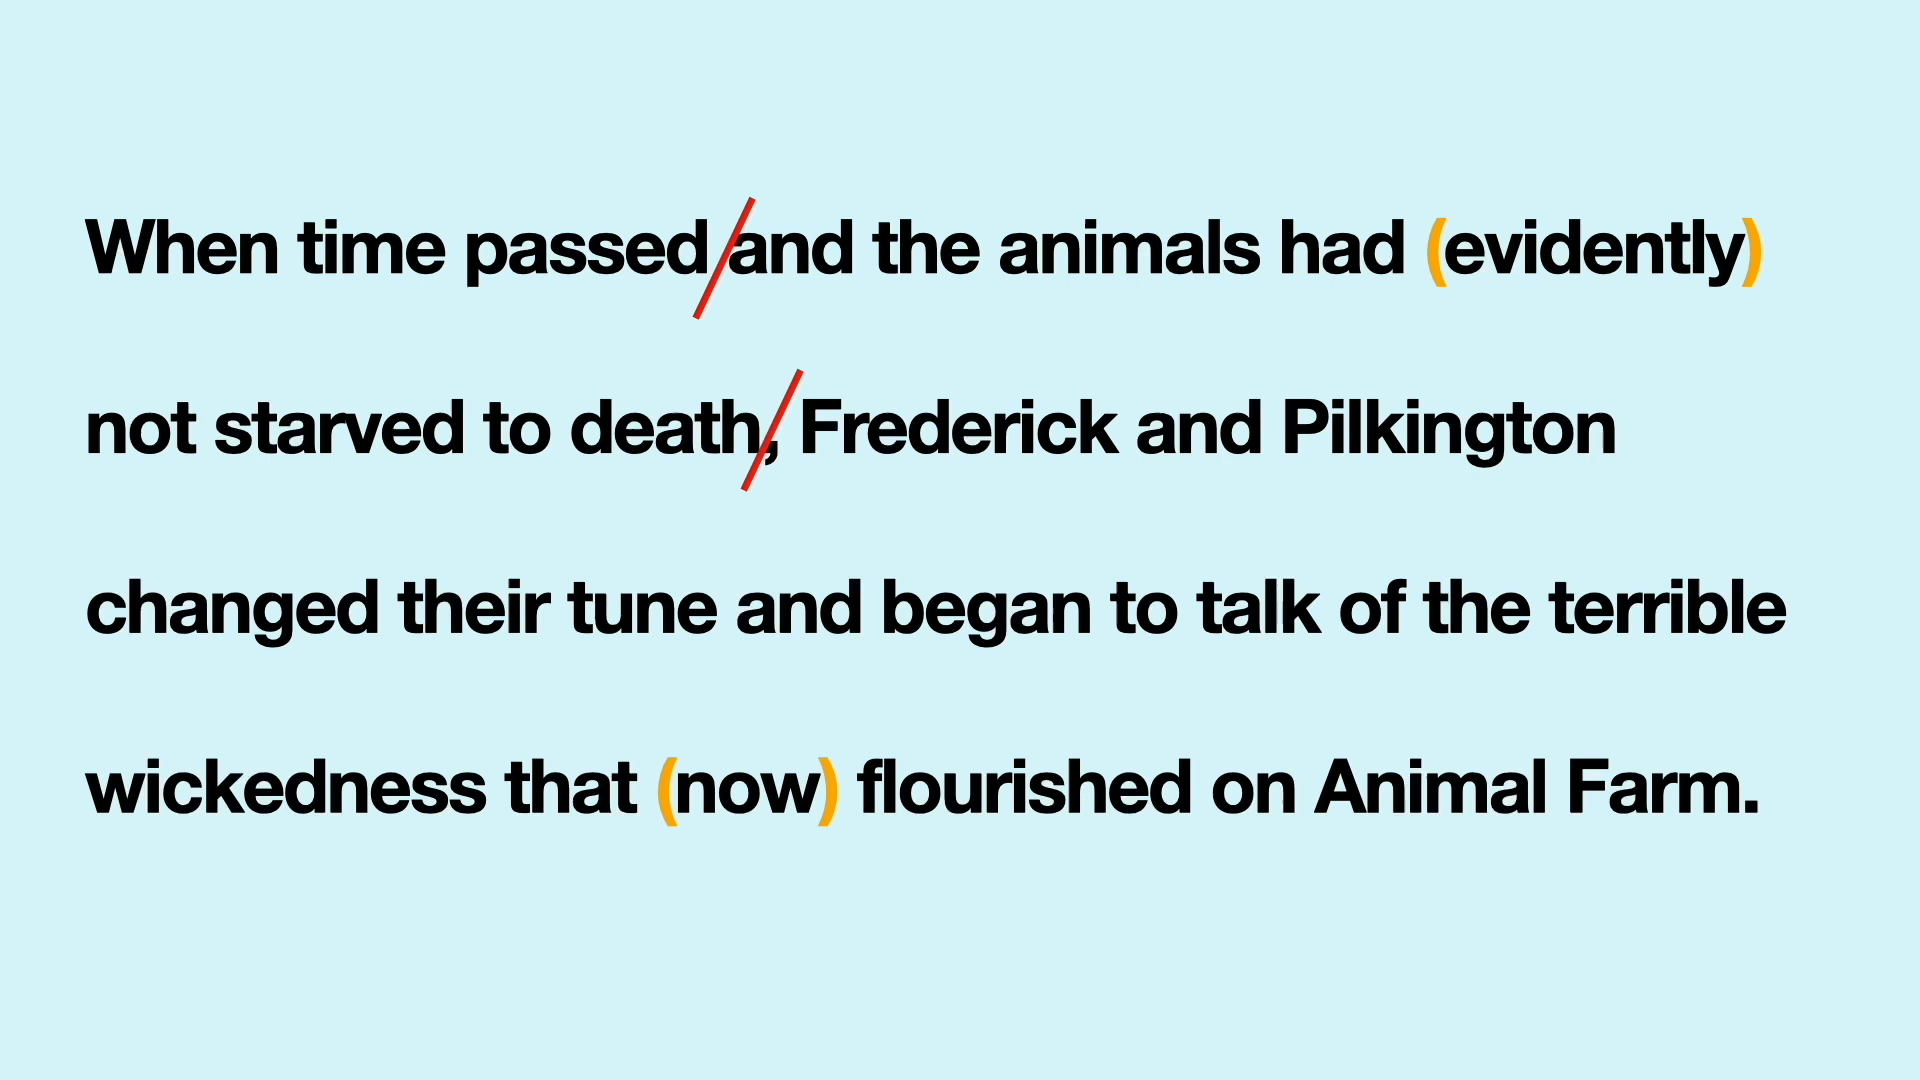 When time passed/and the animals had (evidently)
not starved to death,/ Frederick and Pilkington
changed their tune and began to talk of the terrible
wickedness that (now) flourished on Animal Farm.